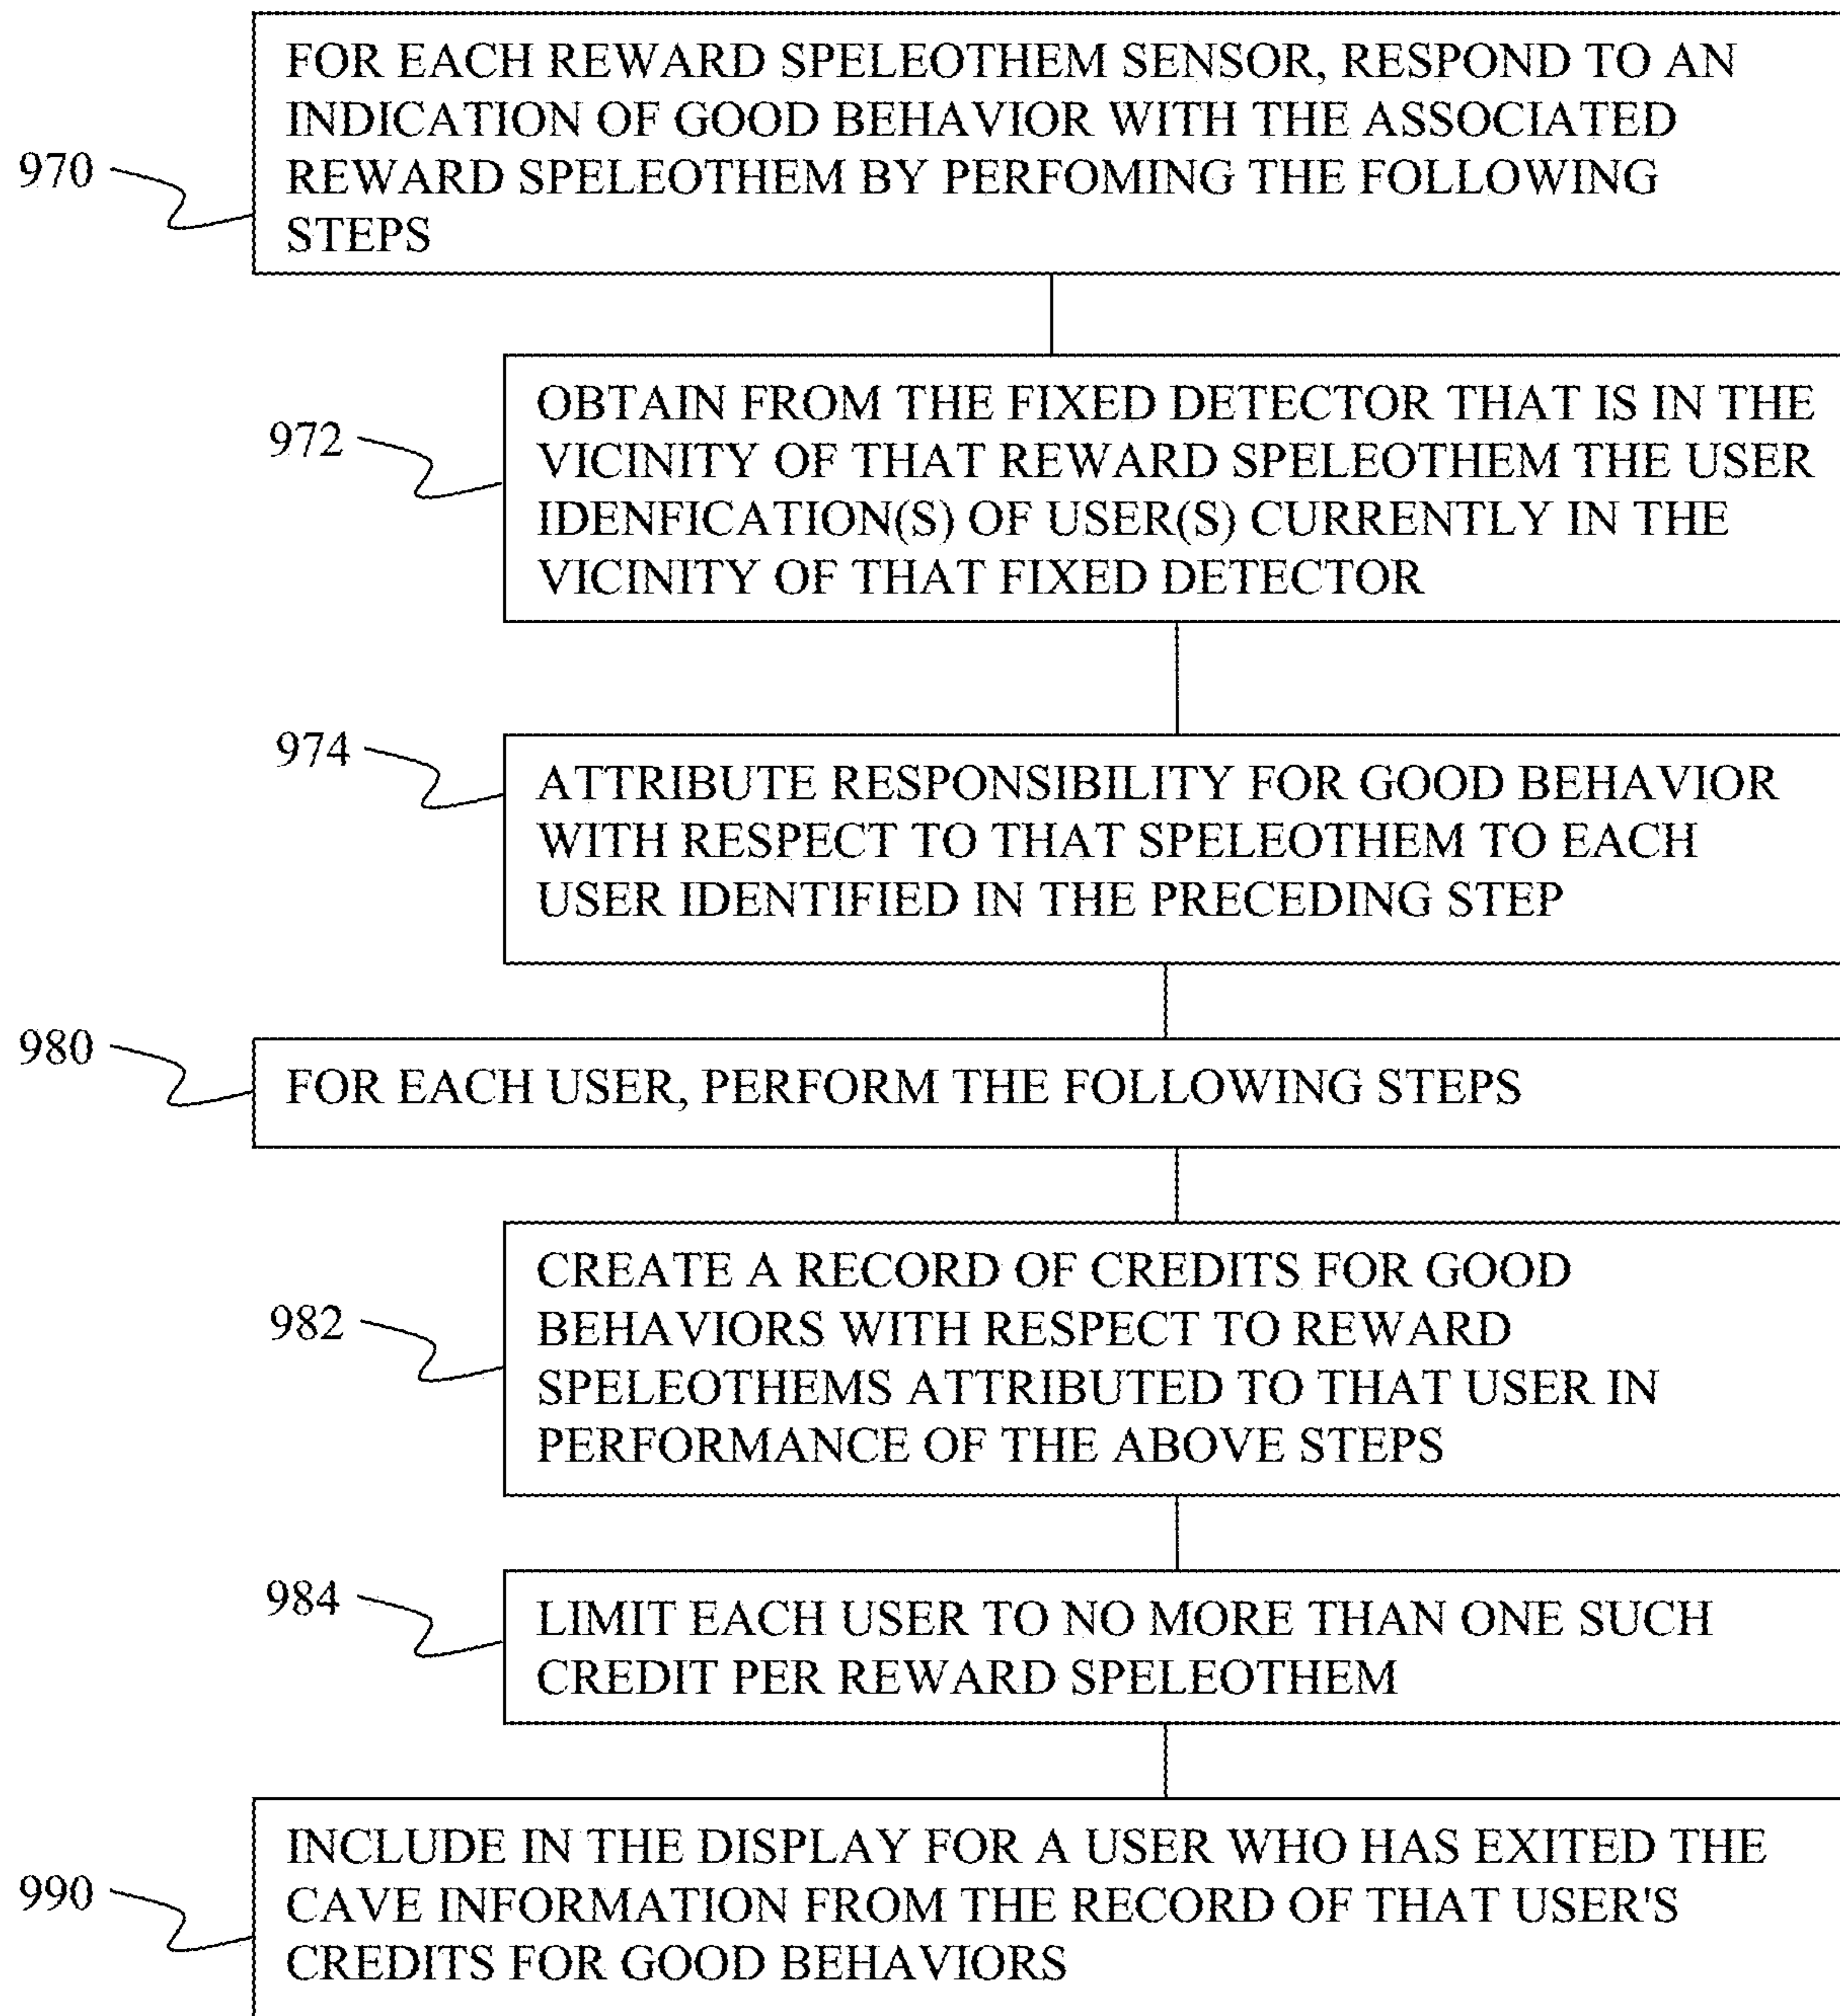 FOR EACH REWARD SPELEOTHEM SENSOR, RESPOND TO AN
INDICATION OF GOOD BEHAVIOR WITH THE ASSOCIATED
REWARD SPELEOTHEM BY PERFOMING THE FOLLOWING
STEPS
970
OBTAIN FROM THE FIXED DETECTOR THAT IS IN THE
VICINITY OF THAT REWARD SPELEOTHEM THE USER
IDENFICATION(S) OF USER(S) CURRENTLY IN THE
VICINITY OF THAT FIXED DETECTOR
972
ATTRIBUTE RESPONSIBILITY FOR GOOD BEHAVIOR
WITH RESPECT TO THAT SPELEOTHEM TO EACH
USER IDENTIFIED IN THE PRECEDING STEP
974
FOR EACH USER, PERFORM THE FOLLOWING STEPS
980
CREATE A RECORD OF CREDITS FOR GOOD
BEHAVIORS WITH RESPECT TO REWARD
SPELEOTHEMS ATTRIBUTED TO THAT USER IN
PERFORMANCE OF THE ABOVE STEPS
982
LIMIT EACH USER TO NO MORE THAN ONE SUCH
CREDIT PER REWARD SPELEOTHEM
984
INCLUDE IN THE DISPLAY FOR A USER WHO HAS EXITED THE
CAVE INFORMATION FROM THE RECORD OF THAT USER'S
CREDITS FOR GOOD BEHAVIORS
990